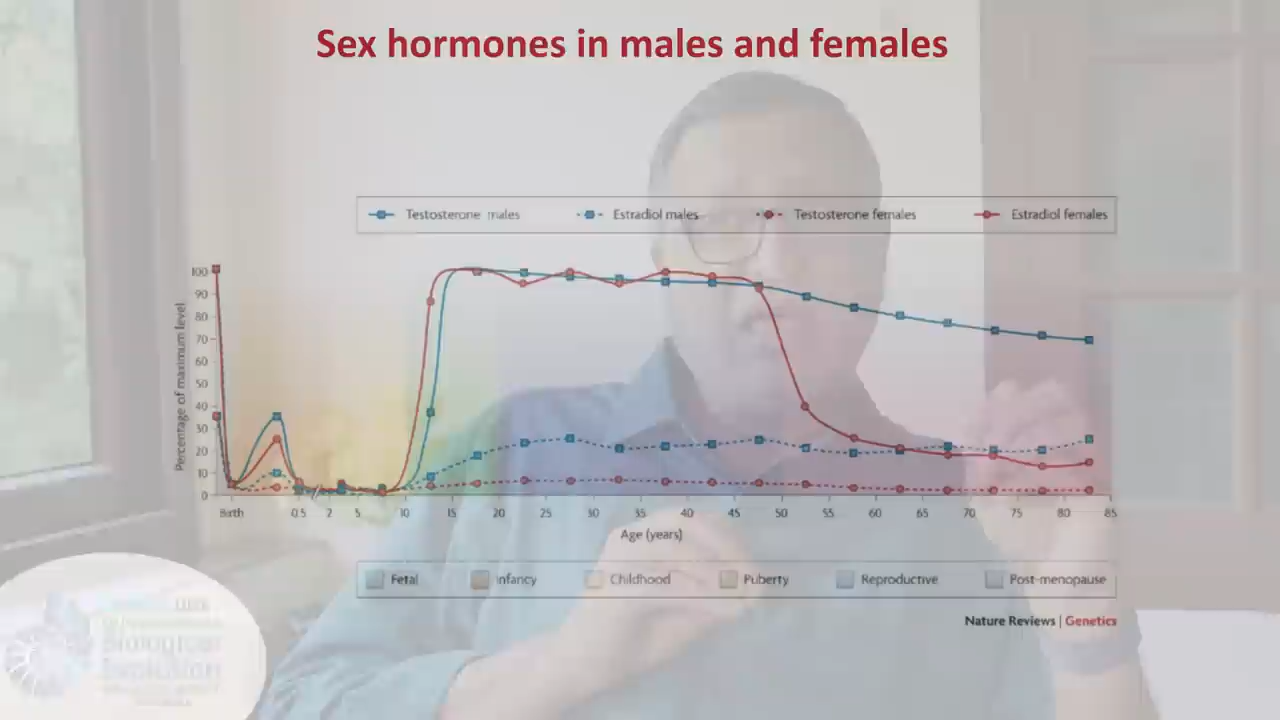 Sex hormones in males and females
Testosterone males Estradiol males Testosterone females Estradiol females
Percentage of maximum level
100
90
80
70
60
50
40
30
20
10
0
Birth 0.5 2 5 10 15 20 25 30 35 40 45 50 55 60 65 70 75 80 85
Age (years)
Fetal Infancy Childhood Puberty Reproductive Post-menopause
Nature Reviews | Genetics
Biological
Evolution